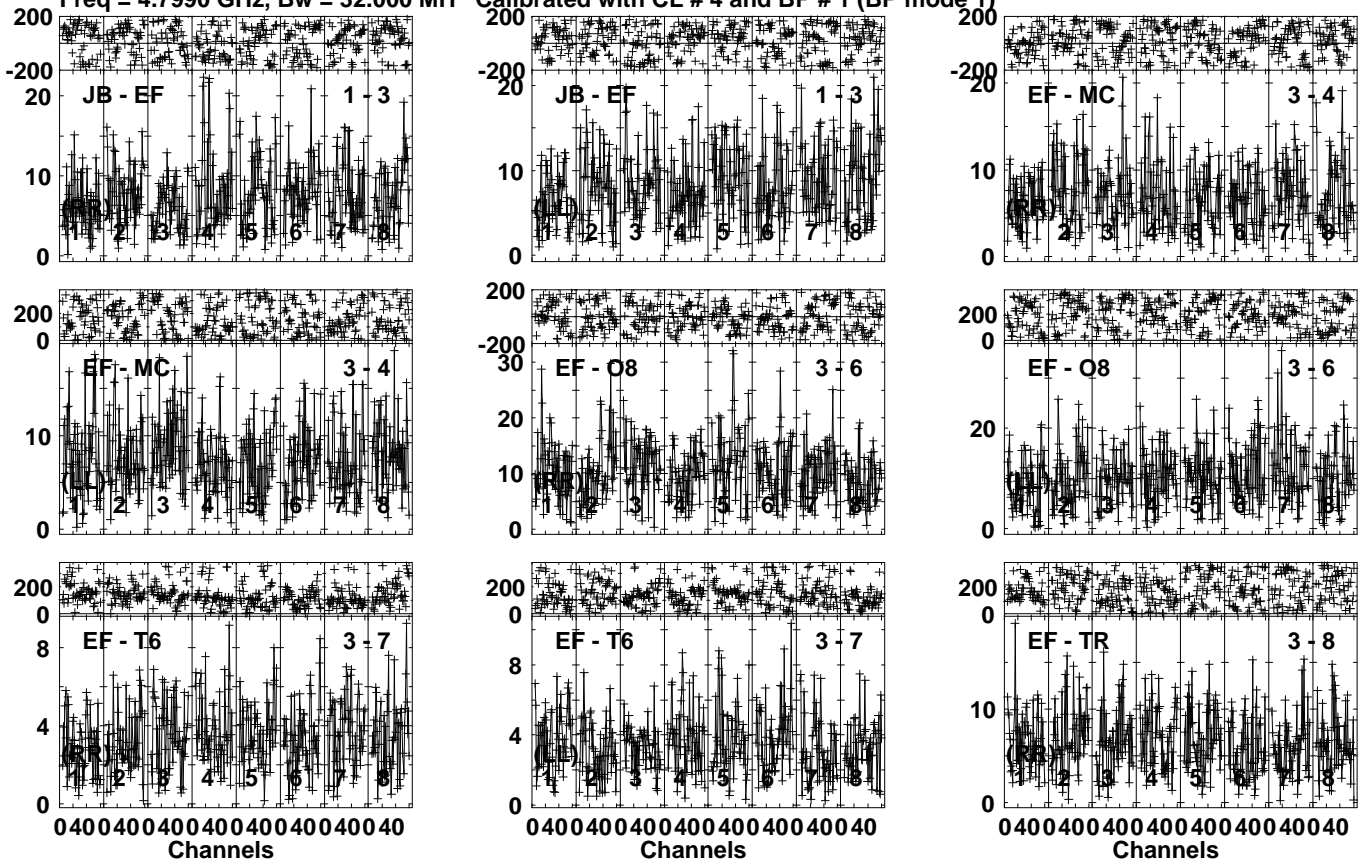 Freq = 4.7990 GHz, Bw = 32.000 MH Calibrated with CL # 4 and BP # 1 (BP mode 1)
200 200 200
-200 -200 -200
JB - EF 1 - 3 JB - EF 1 - 3 EF - MC 3 - 4
20 20 20
10 10 10
(RR) (LL) (RR)
1 2 3 4 5 6 7 8 1 2 3 4 5 6 7 8 1 2 3 4 5 6 7 8
0 0 0
200 200 200
0 -200 0
EF - MC 3 - 4 EF - O8 3 - 6 EF - O8 3 - 6
30
20 20
10 10
(LL) (RR) (LL)
1 2 3 4 5 6 7 8 1 2 3 4 5 6 7 8 1 2 3 4 5 6 7 8
0 0 0
200 200 200
0 0 0
EF - T6 3 - 7 EF - T6 3 - 7 EF - TR 3 - 8
8 8
10
4 4
(RR) (LL) (RR)
1 2 3 4 5 6 7 8 1 2 3 4 5 6 7 8 1 2 3 4 5 6 7 8
0 0 0
0 40 0 40 0 40 0 40 0 40 0 40 0 40 0 40 0 40 0 40 0 40 0 40 0 40 0 40 0 40 0 40 0 40 0 40 0 40 0 40 0 40 0 40 0 40 0 40
Channels Channels Channels